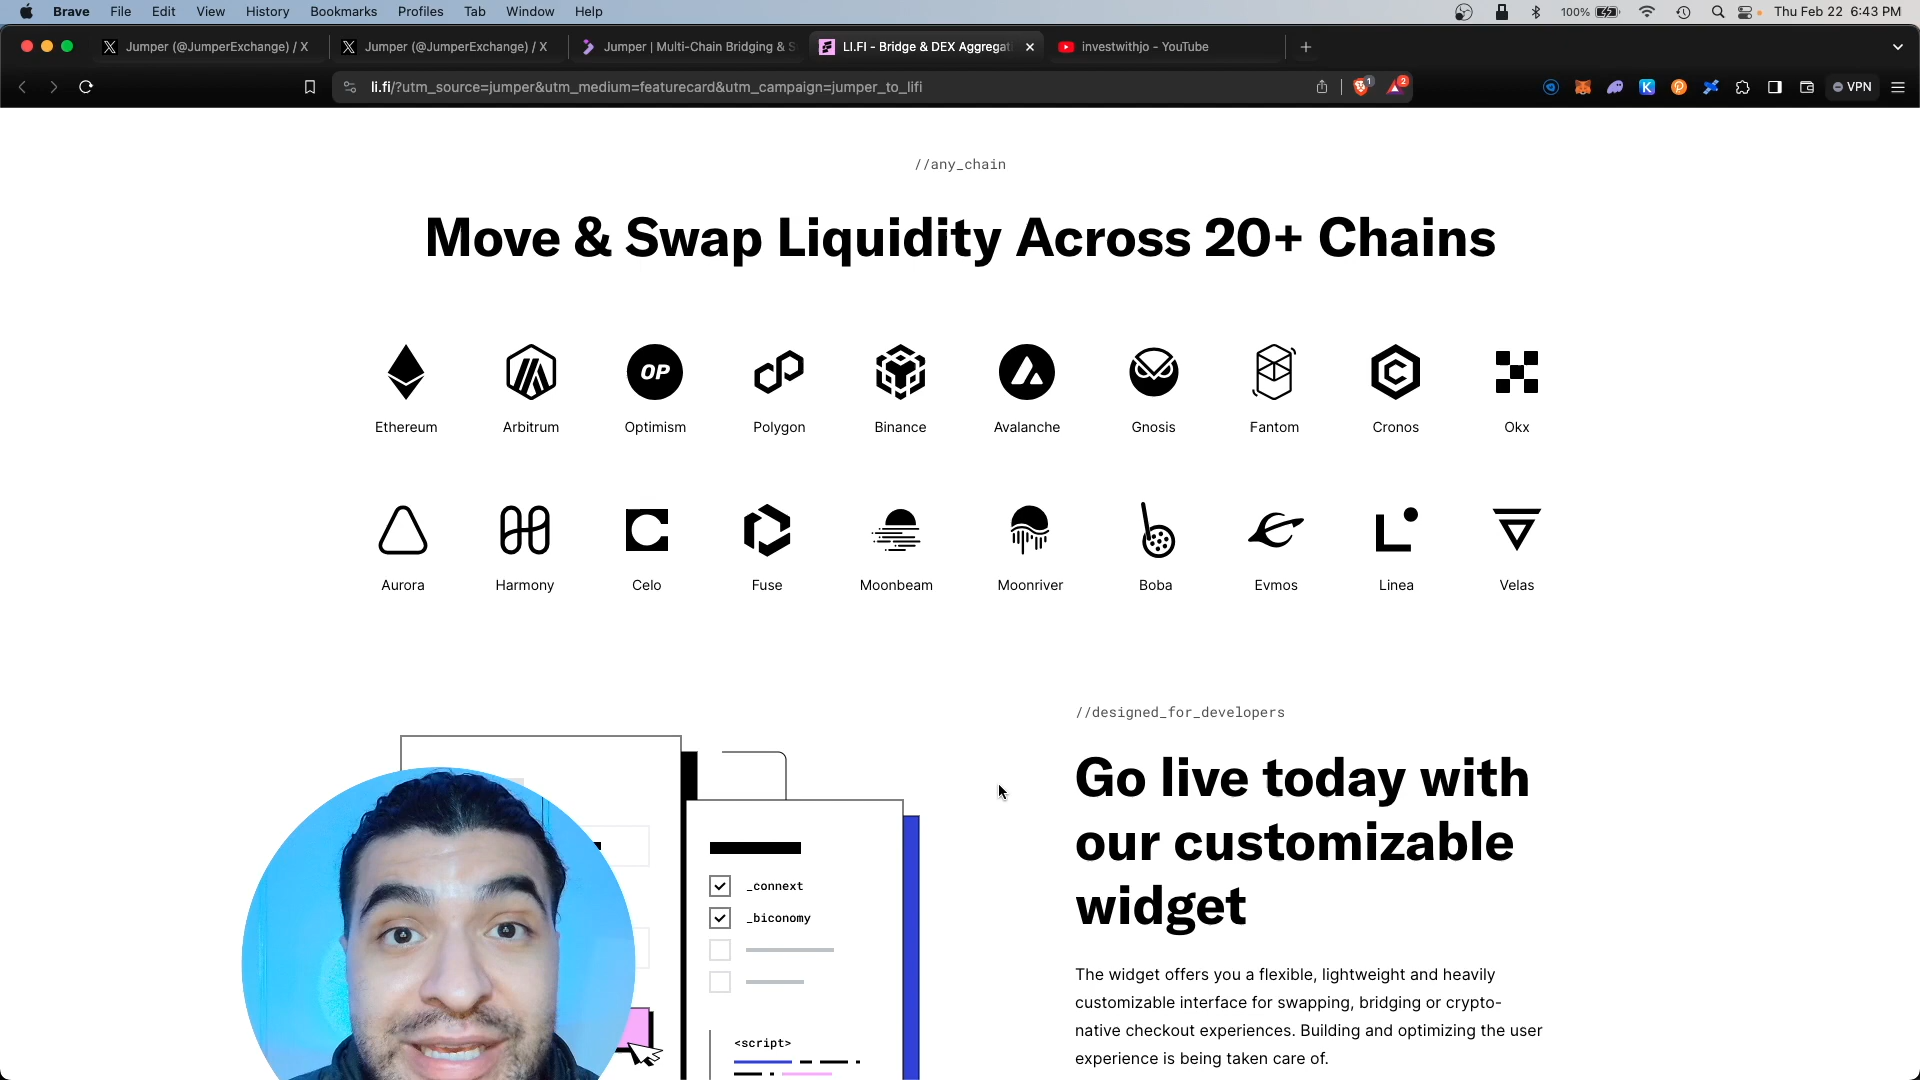 Brave File Edit View History Bookmarks Profiles Tab Window Help 100% Thu Feb 22 6:43 PM
Jumper (@JumperExchange) / X Jumper (@JumperExchange) / X Jumper | Multi-Chain Bridging & S LI.FI - Bridge & DEX Aggregati investwithjo - YouTube
li.fi/?utm_source=jumper&utm_medium=featurecard&utm_campaign=jumper_to_lifi 1 2 K VPN
//any_chain
Move & Swap Liquidity Across 20+ Chains
OP
Ethereum Arbitrum Optimism Polygon Binance Avalanche Gnosis Fantom Cronos Okx
Aurora Harmony Celo Fuse Moonbeam Moonriver Boba Evmos Linea Velas
//designed_for_developers
Go live today with
our customizable
widget
The widget offers you a flexible, lightweight and heavily
customizable interface for swapping, bridging or crypto-
native checkout experiences. Building and optimizing the user
experience is being taken care of.
_connext
_biconomy
<script>